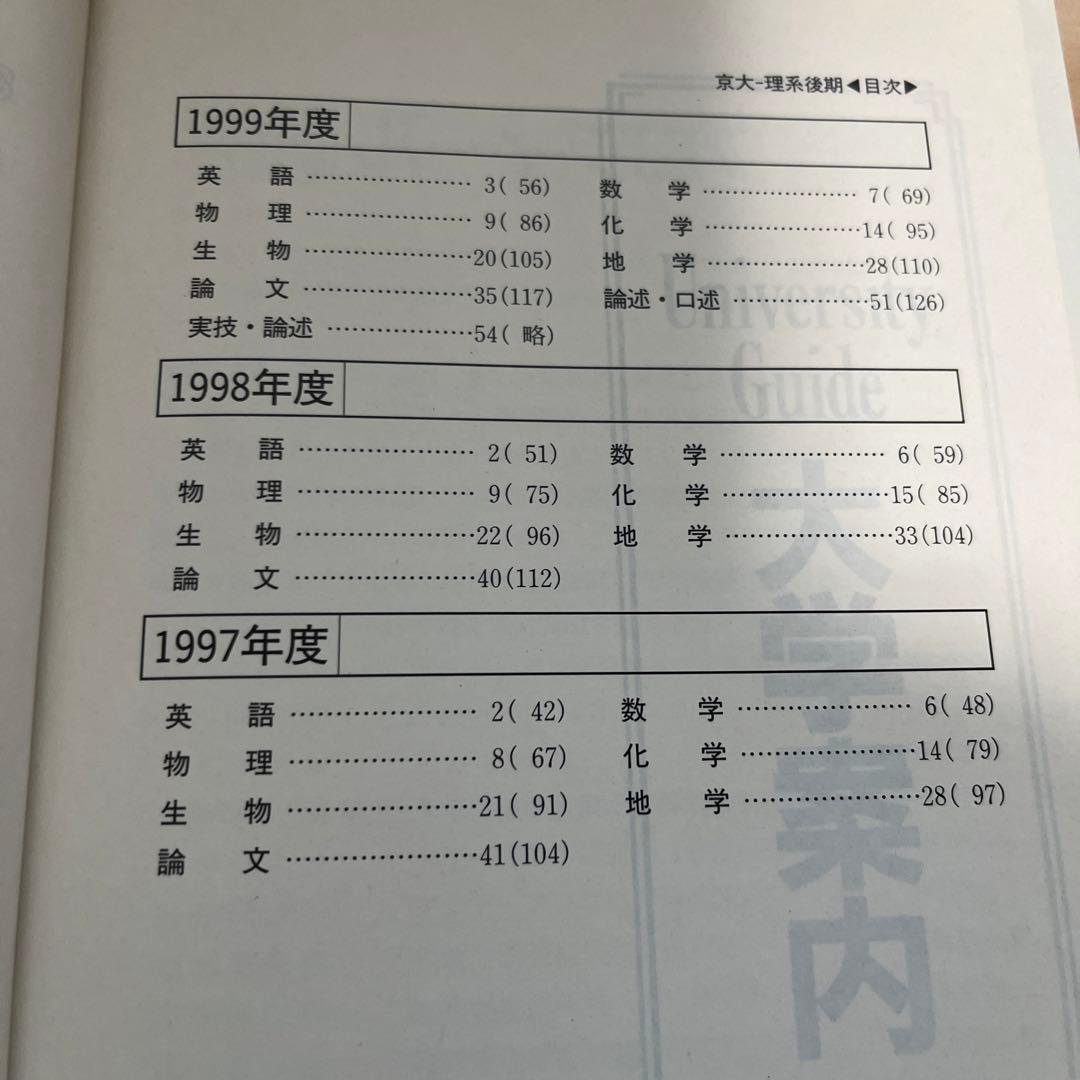 京大-理系後期◀目次▶
1999年度
英 語 …………………… 3( 56) 数 学 ………………… 7( 69)
物 理 …………………… 9( 86) 化 学 …………………14( 95)
生 物 ……………………20(105) 地 学 …………………28(110)
論 文 ……………………35(117) 論述・口述 ………………51(126)
実技・論述 …………………54( 略)
1998年度
英 語 …………………… 2( 51) 数 学 ………………… 6( 59)
物 理 …………………… 9( 75) 化 学 …………………15( 85)
生 物 ……………………22( 96) 地 学 …………………33(104)
論 文 ……………………40(112)
1997年度
英 語 …………………… 2( 42) 数 学 ………………… 6( 48)
物 理 …………………… 8( 67) 化 学 …………………14( 79)
生 物 ……………………21( 91) 地 学 …………………28( 97)
論 文 ……………………41(104)
University
Guide
大学案内